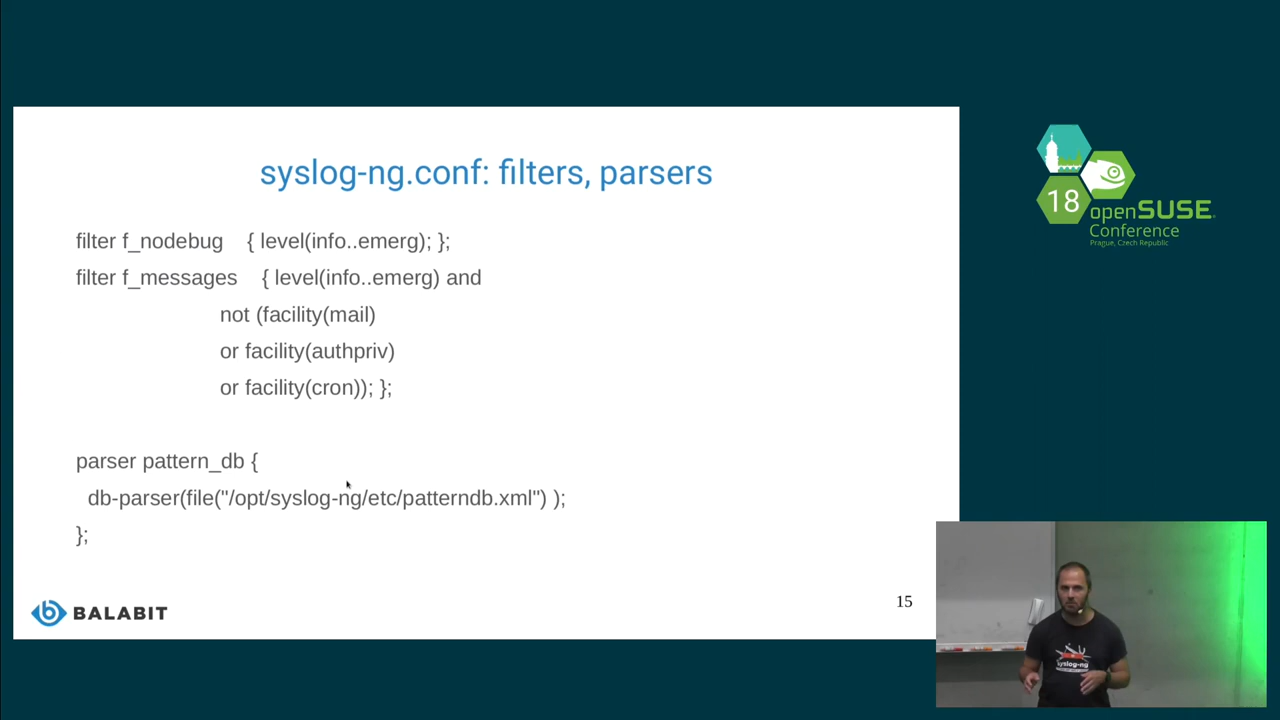 syslog-ng.conf: filters, parsers
filter f_nodebug { level(info..emerg); };
filter f_messages { level(info..emerg) and
not (facility(mail)
or facility(authpriv)
or facility(cron)); };
parser pattern_db {
db-parser(file("/opt/syslog-ng/etc/patterndb.xml") );
};
BALABIT
15
18
openSUSE
Conference
Prague, Czech Republic
syslog-ng